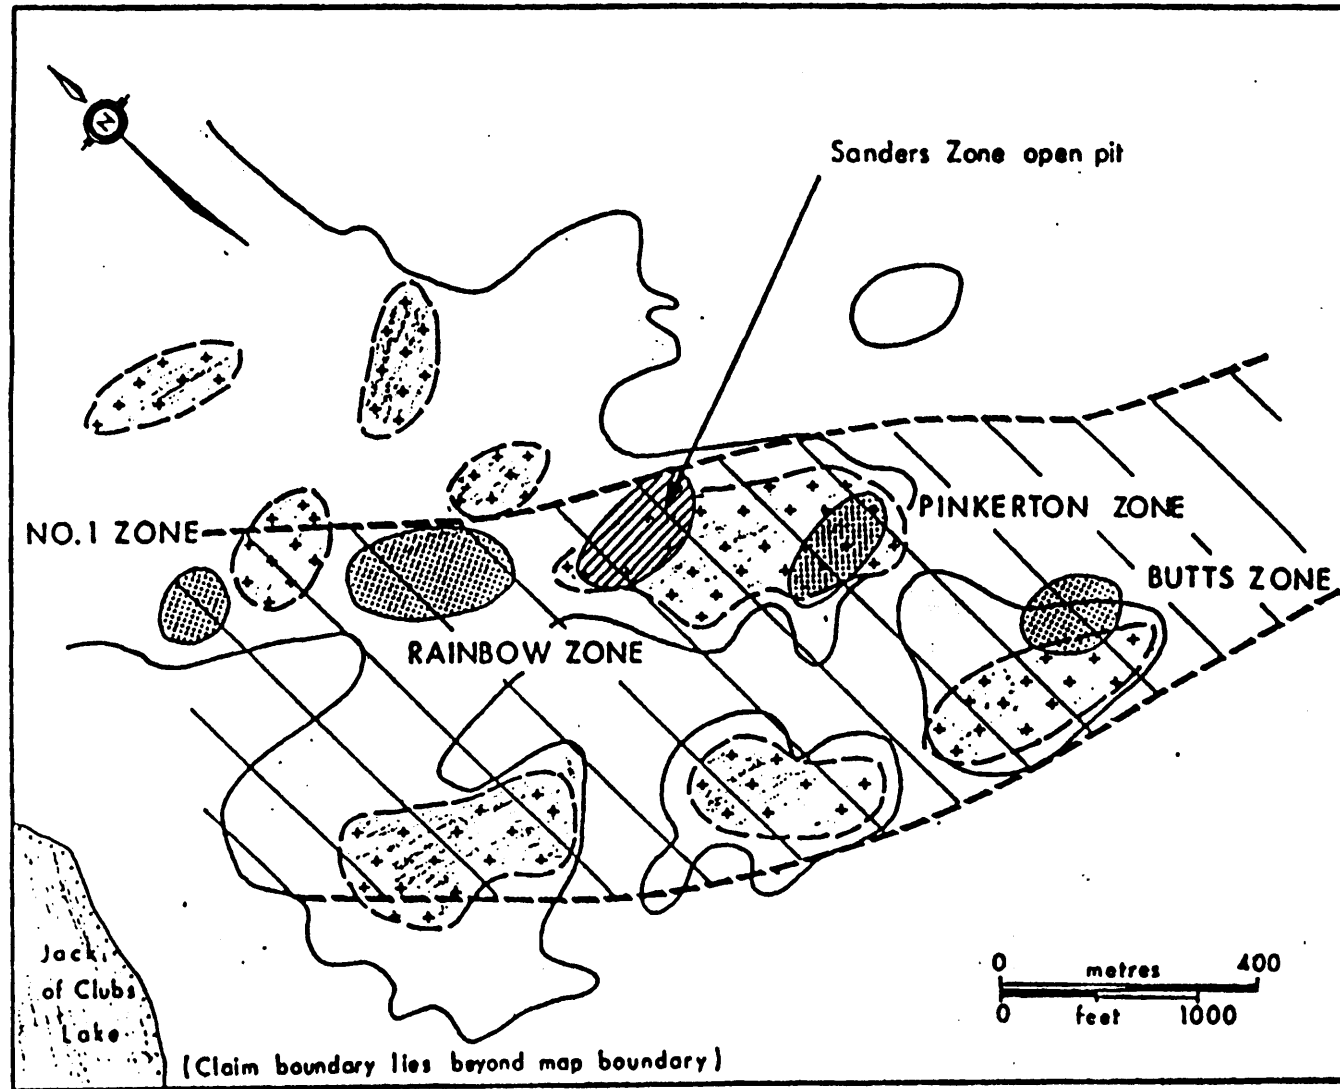 N
Sanders Zone open pit
PINKERTON ZONE
NO.1 ZONE
BUTTS ZONE
RAINBOW ZONE
Jack
of Clubs
Lake
0 metres 400
0 feet 1000
(Claim boundary lies beyond map boundary)